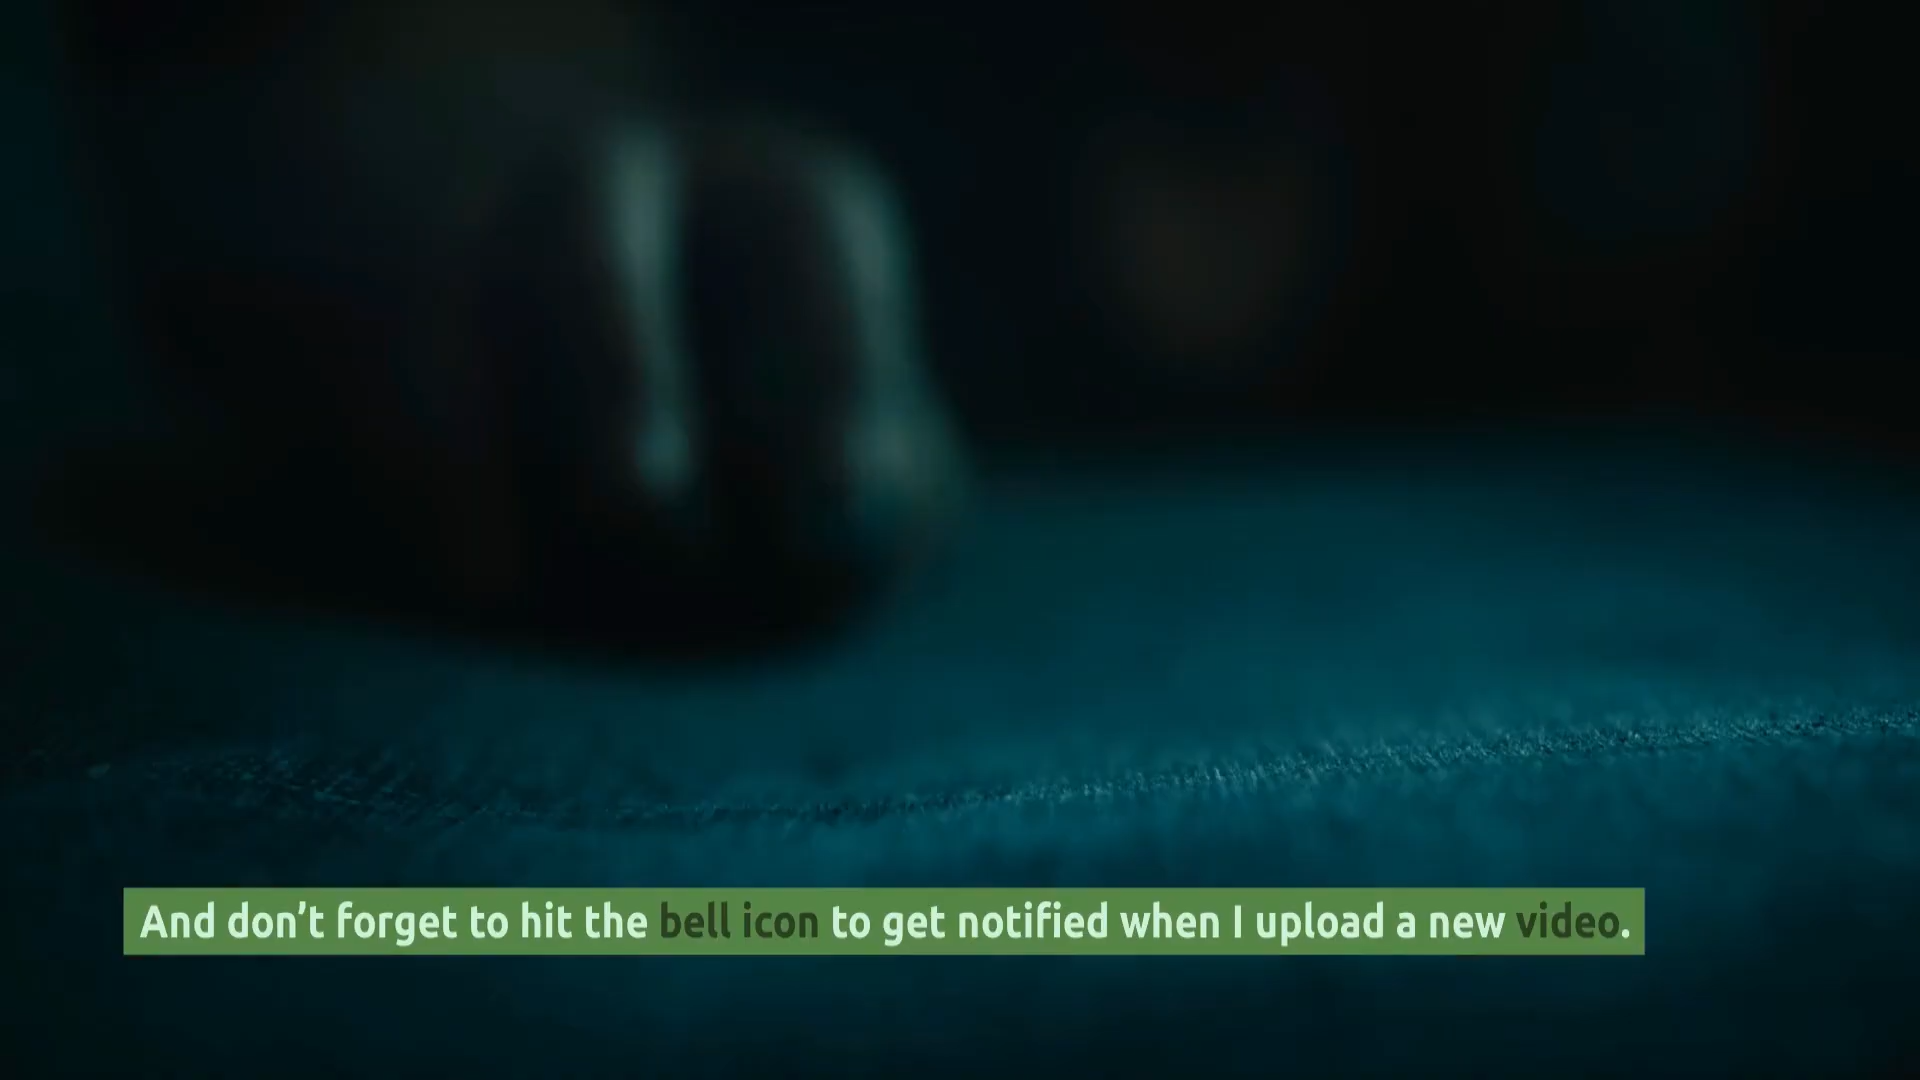 And don’t forget to hit the bell icon to get notified when I upload a new video.